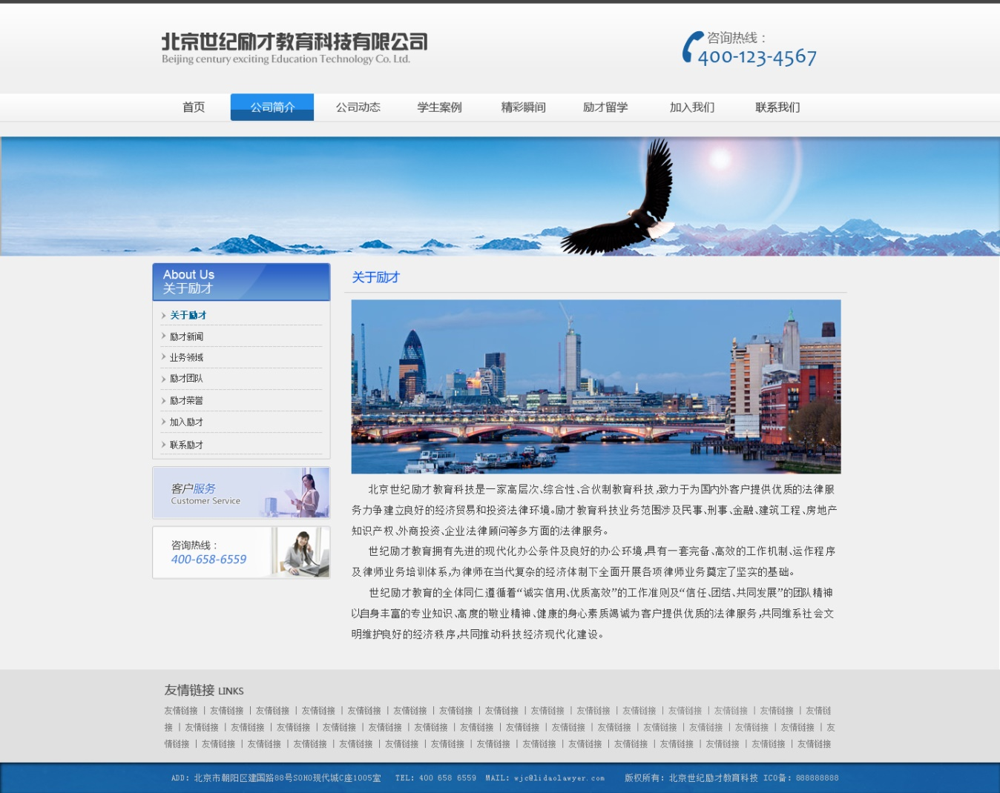 北京世纪励才教育科技有限公司
Beijing century exciting Education Technology Co. Ltd.
咨询热线：
400-123-4567
首页 公司简介 公司动态 学生案例 精彩瞬间 励才留学 加入我们 联系我们
About Us
关于励才
关于励才
励才新闻
业务领域
励才团队
励才荣誉
加入励才
联系励才
客户服务
Customer Service
咨询热线：
400-658-6559
关于励才
北京世纪励才教育科技是一家高层次、综合性、合伙制教育科技,致力于为国内外客户提供优质的法律服
务力争建立良好的经济贸易和投资法律环境。励才教育科技业务范围涉及民事、刑事、金融、建筑工程、房地产
知识产权、外商投资、企业法律顾问等多方面的法律服务。
世纪励才教育拥有先进的现代化办公条件及良好的办公环境,具有一套完备、高效的工作机制、运作程序
及律师业务培训体系,为律师在当代复杂的经济体制下全面开展各项律师业务奠定了坚实的基础。
世纪励才教育的全体同仁遵循着“诚实信用、优质高效”的工作准则及“信任、团结、共同发展”的团队精神
以自身丰富的专业知识、高度的敬业精神、健康的身心素质竭诚为客户提供优质的法律服务,共同维系社会文
明维护良好的经济秩序,共同推动科技经济现代化建设。
友情链接 LINKS
友情链接 | 友情链接 | 友情链接 | 友情链接 | 友情链接 | 友情链接 | 友情链接 | 友情链接 | 友情链接 | 友情链接 | 友情链接 | 友情链接 | 友情链接 | 友情链接 | 友情链
接 | 友情链接 | 友情链接 | 友情链接 | 友情链接 | 友情链接 | 友情链接 | 友情链接 | 友情链接 | 友情链接 | 友情链接 | 友情链接 | 友情链接 | 友情链接 | 友情链接 | 友
情链接 | 友情链接 | 友情链接 | 友情链接 | 友情链接 | 友情链接 | 友情链接 | 友情链接 | 友情链接 | 友情链接 | 友情链接 | 友情链接 | 友情链接 | 友情链接 | 友情链接
ADD: 北京市朝阳区建国路88号SOHO现代城C座1005室 TEL: 400 658 6559 MAIL: wjc@lidaolawyer.com 版权所有: 北京世纪励才教育科技 ICO备: 888888888